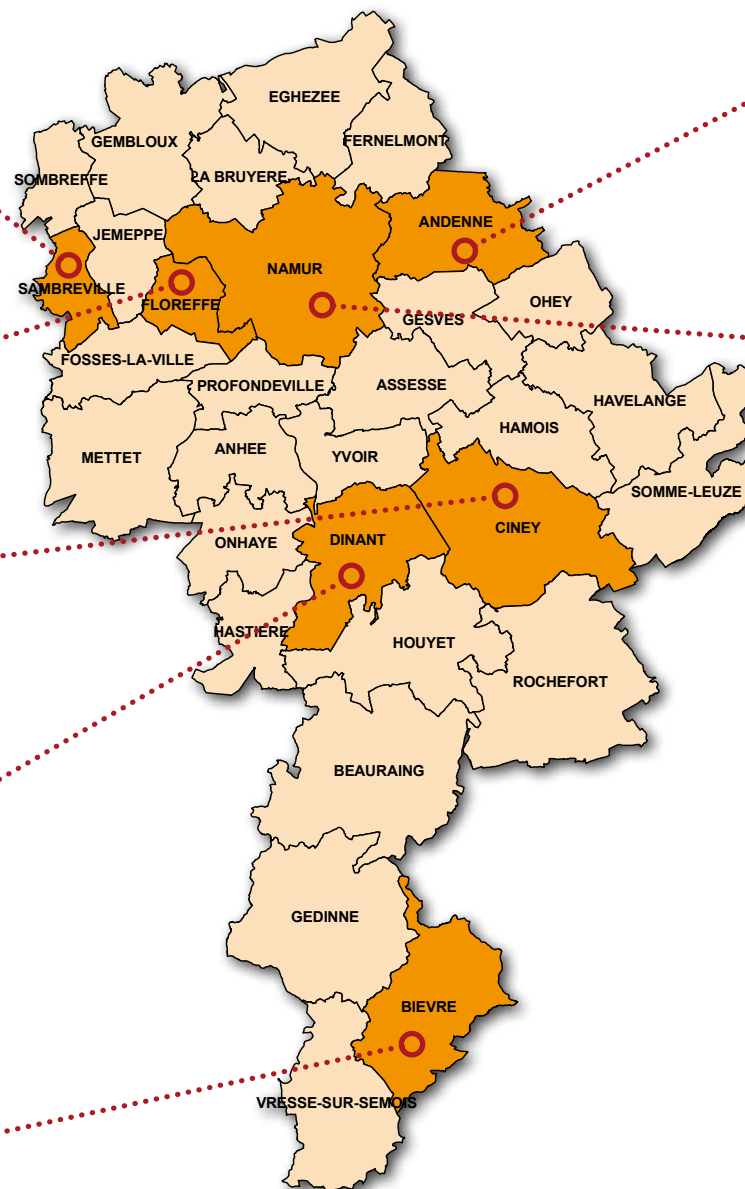 EGHEZEE
GEMBLOUX
FERNELMONT
LA BRUYERE
SOMBREFFE
ANDENNE
JEMEPPE
NAMUR
SAMBREVILLE
FLOREFFE
OHEY
GESVES
FOSSES-LA-VILLE
PROFONDEVILLE
ASSESSE
HAVELANGE
HAMOIS
ANHEE
METTET
YVOIR
SOMME-LEUZE
CINEY
ONHAYE
DINANT
HASTIERE
HOUYET
ROCHEFORT
BEAURAING
GEDINNE
BIEVRE
VRESSE-SUR-SEMOIS